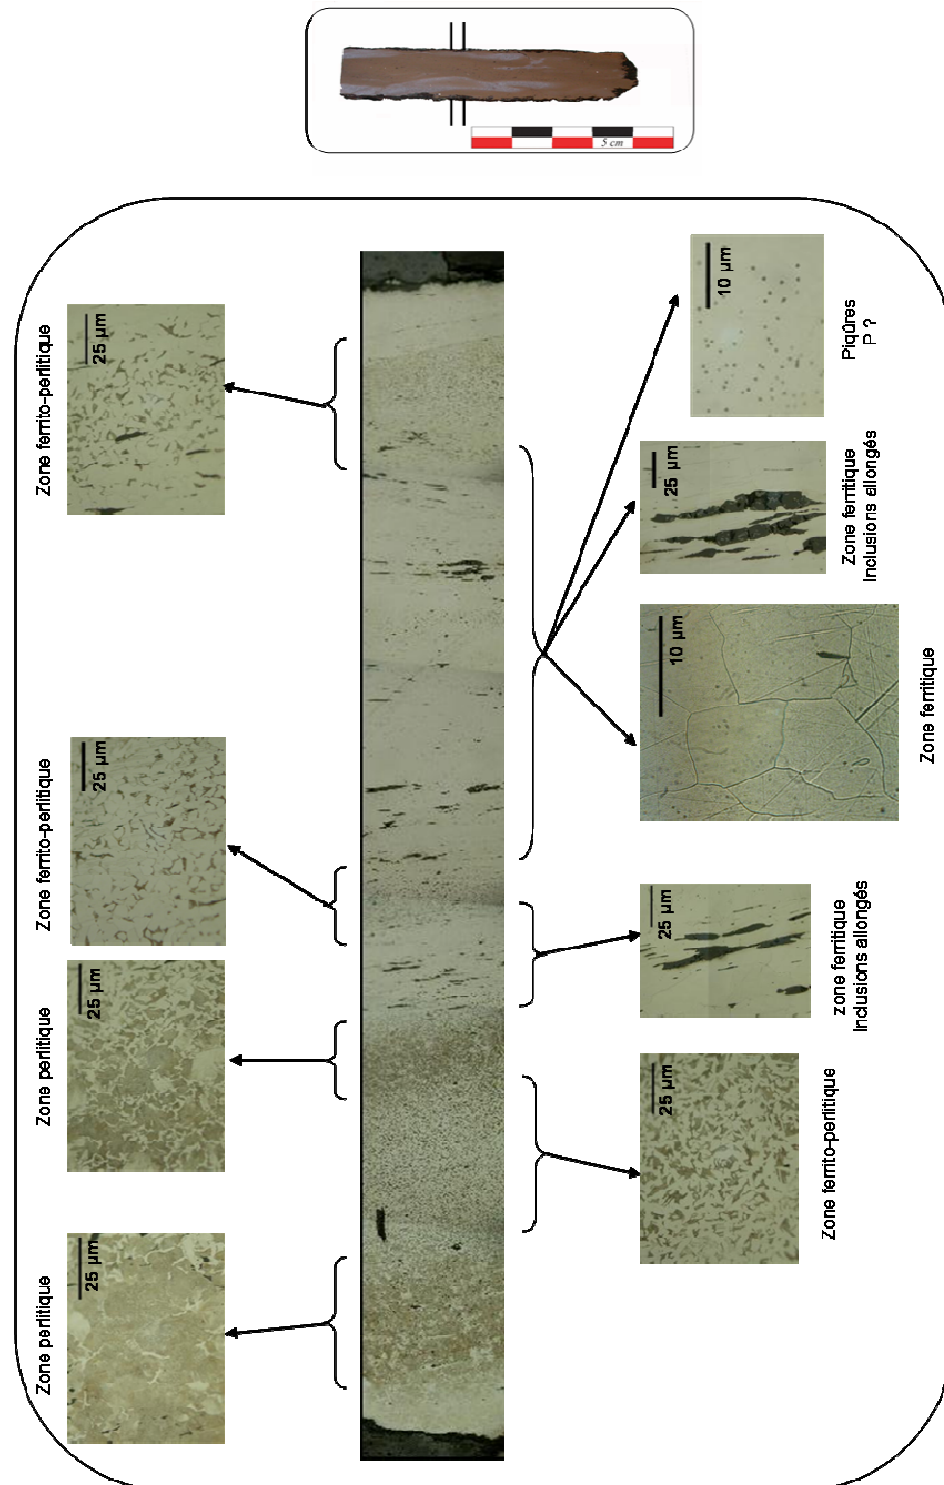 5 cm
25 µm
Zone ferrito-perlitique
25 µm
Zone ferrito-perlitique
25 µm
Zone perlitique
25 µm
Zone perlitique
10 µm
Piqûres
P ?
25 µm
Zone ferritique
Inclusions allongés
10 µm
Zone ferritique
25 µm
zone ferritique
Inclusions allongés
25 µm
Zone ferrito-perlitique